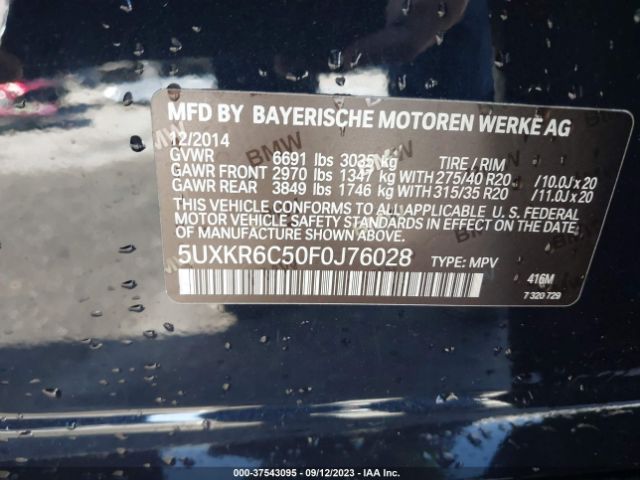 MFD BY BAYERISCHE MOTOREN WERKE AG
12/2014
GVWR 6691 lbs 3035 kg TIRE / RIM
GAWR FRONT 2970 lbs 1347 kg WITH 275/40 R20 /10.0J x 20
GAWR REAR 3849 lbs 1746 kg WITH 315/35 R20 /11.0J x 20
THIS VEHICLE CONFORMS TO ALL APPLICABLE U. S. FEDERAL
MOTOR VEHICLE SAFETY STANDARDS IN EFFECT ON THE DATE
OF MANUFACTURE SHOWN ABOVE.
5UXKR6C50F0J76028 TYPE: MPV
416M
7 320 729
000-37543095 - 09/12/2023 - IAA Inc.